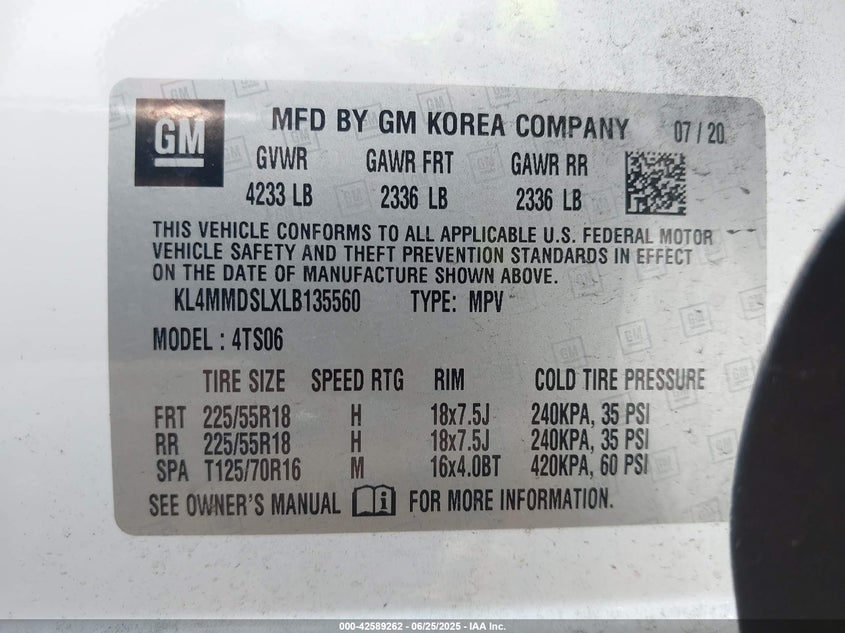 GM
MFD BY GM KOREA COMPANY 07/20
GVWR GAWR FRT GAWR RR
4233 LB 2336 LB 2336 LB
THIS VEHICLE CONFORMS TO ALL APPLICABLE U.S. FEDERAL MOTOR
VEHICLE SAFETY AND THEFT PREVENTION STANDARDS IN EFFECT
ON THE DATE OF MANUFACTURE SHOWN ABOVE.
KL4MMDSLXLB135560 TYPE: MPV
MODEL : 4TS06
TIRE SIZE SPEED RTG RIM COLD TIRE PRESSURE
FRT 225/55R18 H 18x7.5J 240KPA, 35 PSI
RR 225/55R18 H 18x7.5J 240KPA, 35 PSI
SPA T125/70R16 M 16x4.0BT 420KPA, 60 PSI
SEE OWNER'S MANUAL i FOR MORE INFORMATION.
000-42589262 - 06/25/2025 - IAA Inc.